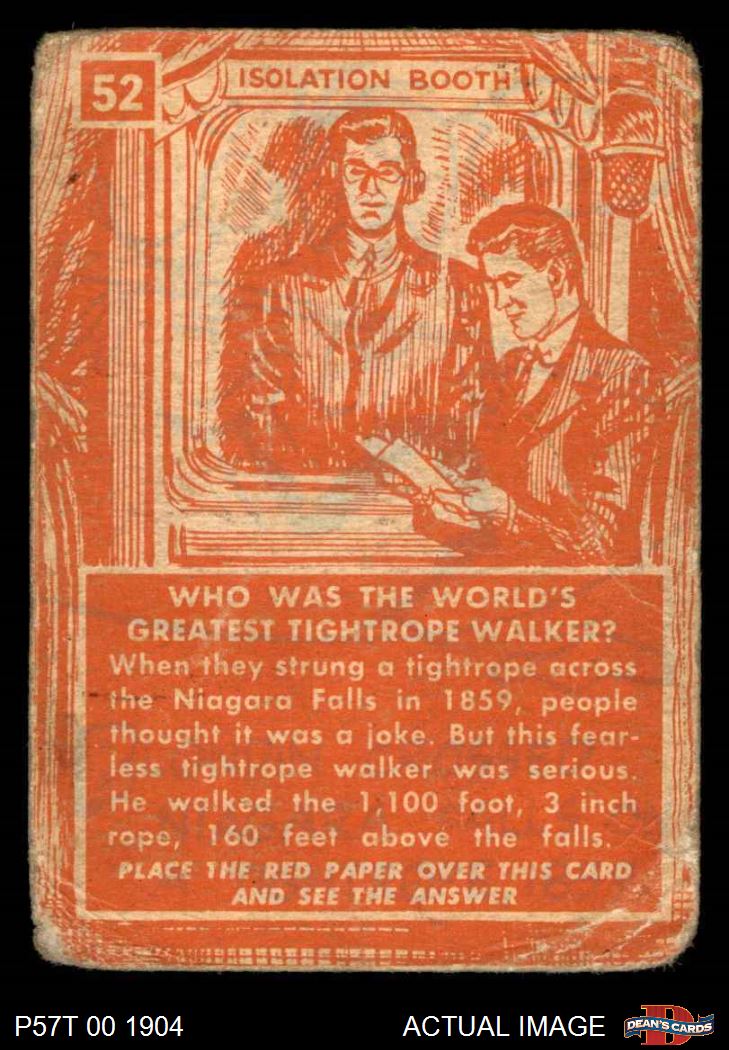 52
ISOLATION BOOTH
WHO WAS THE WORLD'S
GREATEST TIGHTROPE WALKER?
When they strung a tightrope across
the Niagara Falls in 1859, people
thought it was a joke. But this fear-
less tightrope walker was serious.
He walked the 1,100 foot, 3 inch
rope, 160 feet above the falls.
PLACE THE RED PAPER OVER THIS CARD
AND SEE THE ANSWER
P57T 00 1904
ACTUAL IMAGE
D
DEAN'S CARDS